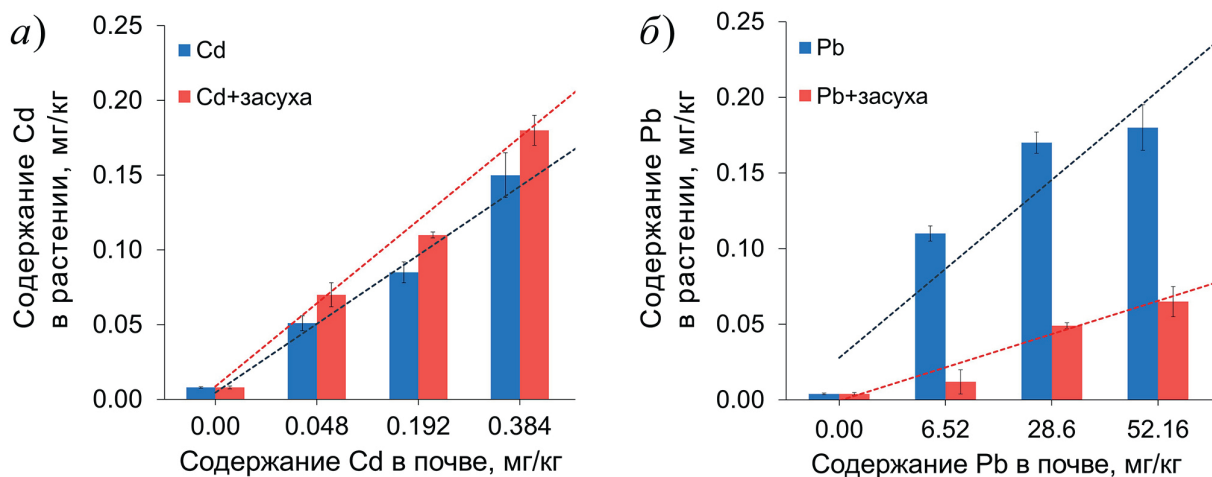 а)
Содержание Cd
в растении, мг/кг
0.25
0.20
0.15
0.10
0.05
0.00
Cd
Cd+засуха
0.00 0.048 0.192 0.384
Содержание Cd в почве, мг/кг
б)
Содержание Pb
в растении, мг/кг
0.25
0.20
0.15
0.10
0.05
0.00
Pb
Pb+засуха
0.00 6.52 28.6 52.16
Содержание Pb в почве, мг/кг